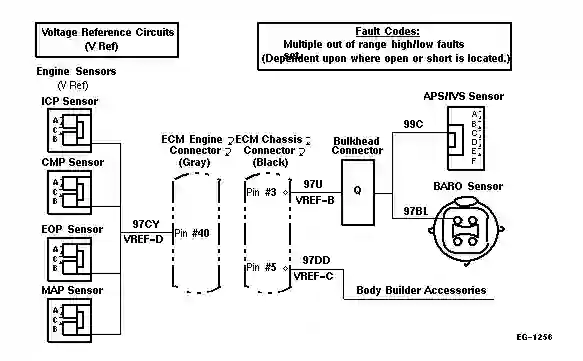 Voltage Reference Circuits
(V Ref)
Fault Codes:
Multiple out of range high/low faults
set.
(Dependent upon where open or short is located.)
Engine Sensors
(V Ref)
ICP Sensor
A
C
B
CMP Sensor
A
C
B
EOP Sensor
A
C
B
MAP Sensor
A
C
B
97CY
VREF-D
ECM Engine
Connector
(Gray)
Pin #40
ECM Chassis
Connector
(Black)
Pin #3
Pin #5
97U
VREF-B
97DD
VREF-C
Bulkhead
Connector
Q
99C
97BL
APS/IVS Sensor
A
B
C
D
E
F
BARO Sensor
Body Builder Accessories
EG-1256